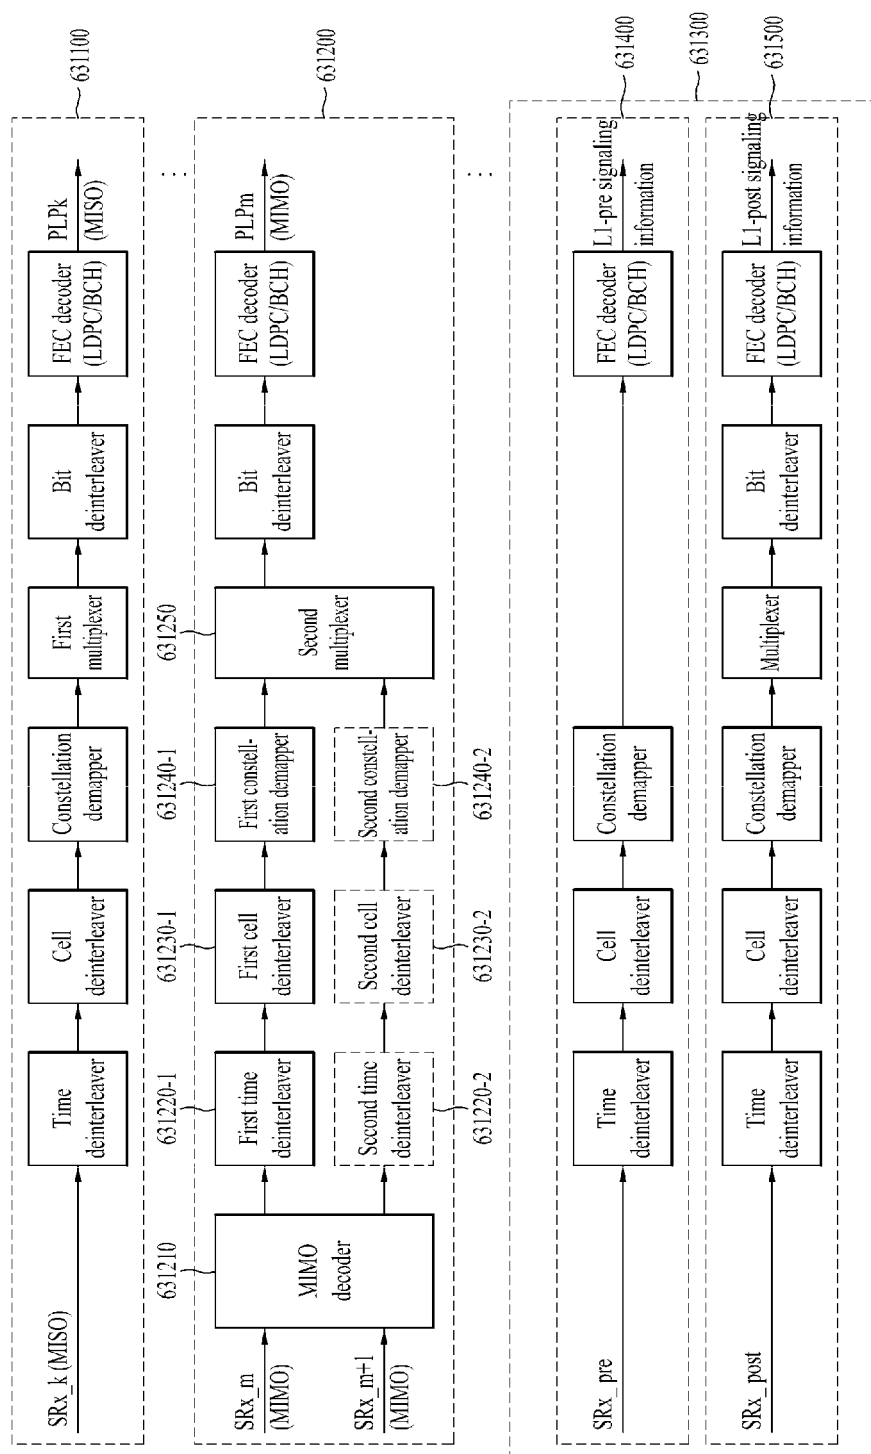 631100
SRx_k (MISO)
Time
deinterleaver
Cell
deinterleaver
Constellation
demapper
First
multiplexer
Bit
deinterleaver
FEC decoder
(LDPC/BCH)
PLPk
(MISO)
631200
631210
631220-1
631230-1
631240-1
631250
SRx_m
(MIMO)
SRx_m+1
(MIMO)
MIMO
decoder
First time
deinterleaver
First cell
deinterleaver
First constell-
ation demapper
Second
multiplexer
Bit
deinterleaver
FEC decoder
(LDPC/BCH)
PLPm
(MIMO)
Second time
deinterleaver
Second cell
deinterleaver
Second constell-
ation demapper
631220-2
631230-2
631240-2
...
...
631400
631300
631500
SRx_pre
Time
deinterleaver
Cell
deinterleaver
Constellation
demapper
FEC decoder
(LDPC/BCH)
L1-pre signaling
information
SRx_post
Time
deinterleaver
Cell
deinterleaver
Constellation
demapper
Multiplexer
Bit
deinterleaver
FEC decoder
(LDPC/BCH)
L1-post signaling
information